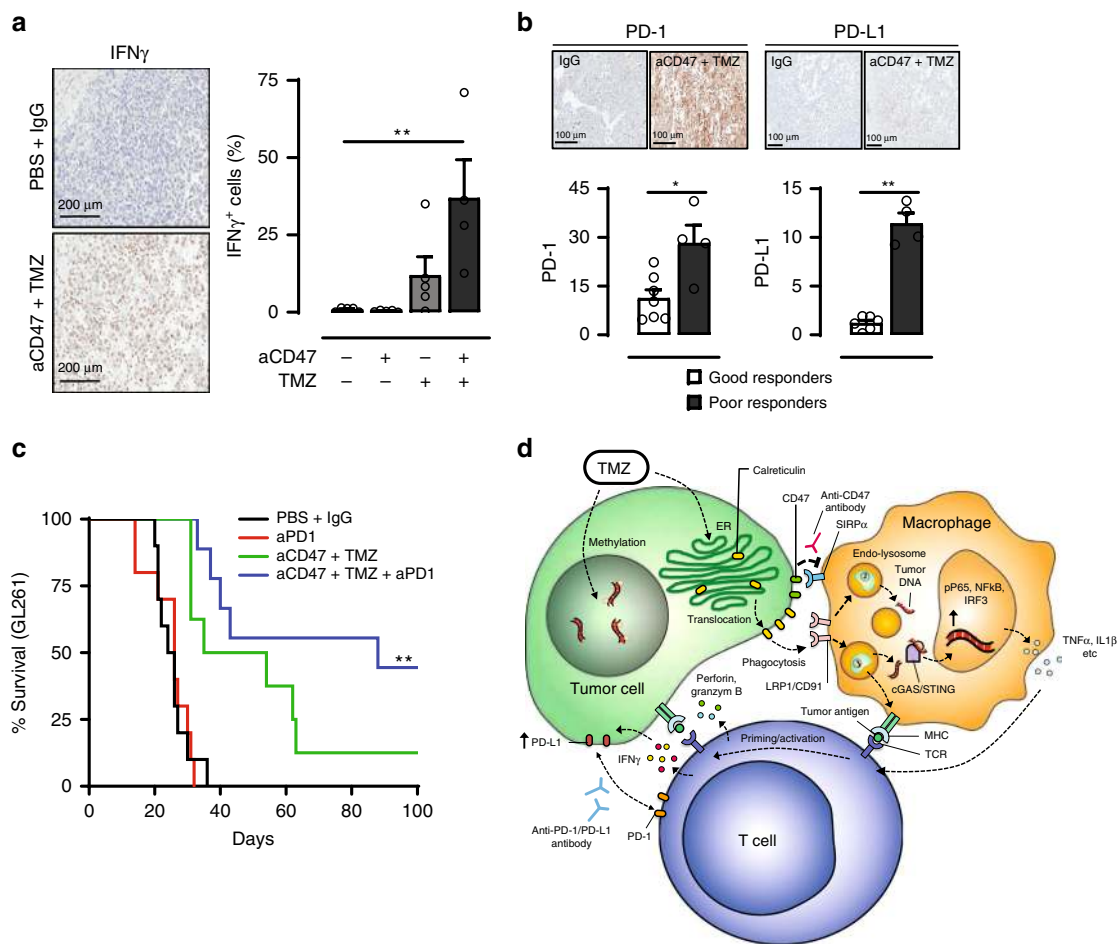 a
IFNγ
PBS + IgG
200 μm
aCD47 + TMZ
200 μm
IFNγ+ cells (%)
75
50
25
0
**
aCD47 – + – +
TMZ – – + +
b
PD-1
PD-L1
IgG
aCD47 + TMZ
IgG
aCD47 + TMZ
100 μm
100 μm
100 μm
100 μm
PD-1
45
30
15
0
*
PD-L1
15
10
5
0
**
Good responders
Poor responders
c
% Survival (GL261)
100
75
50
25
0
PBS + IgG
aPD1
aCD47 + TMZ
aCD47 + TMZ + aPD1
**
0 20 40 60 80 100
Days
d
TMZ
Calreticulin
CD47
Anti-CD47
antibody
SIRPα
Macrophage
ER
Methylation
Endo-lysosome
Tumor
DNA
pP65, NFkB,
IRF3
Translocation
TNFα, IL1β
etc
Phagocytosis
cGAS/STING
LRP1/CD91
Tumor cell
Perforin,
granzym B
Tumor antigen
MHC
TCR
Priming/activation
PD-L1
IFNγ
PD-1
Anti-PD-1/PD-L1
antibody
T cell